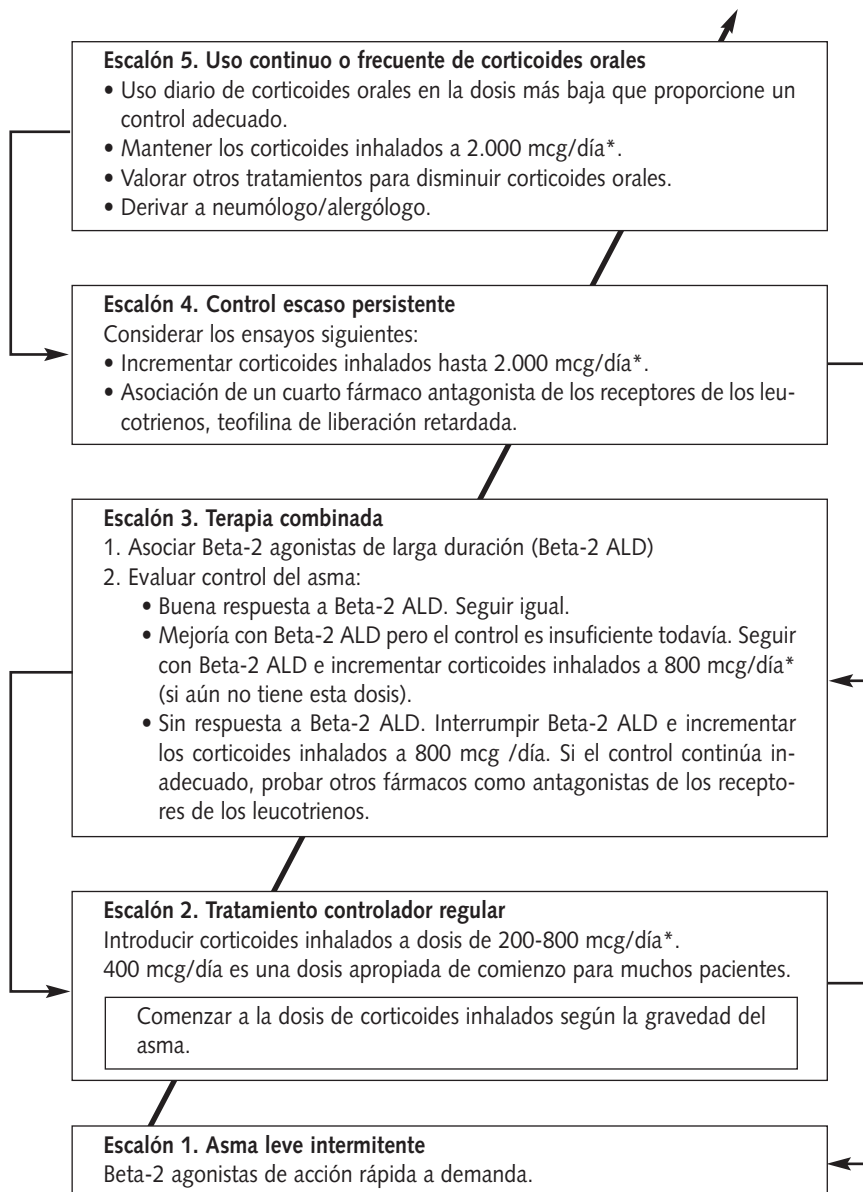 Escalón 5. Uso continuo o frecuente de corticoides orales
• Uso diario de corticoides orales en la dosis más baja que proporcione un
control adecuado.
• Mantener los corticoides inhalados a 2.000 mcg/día*.
• Valorar otros tratamientos para disminuir corticoides orales.
• Derivar a neumólogo/alergólogo.
Escalón 4. Control escaso persistente
Considerar los ensayos siguientes:
• Incrementar corticoides inhalados hasta 2.000 mcg/día*.
• Asociación de un cuarto fármaco antagonista de los receptores de los leu-
cotrienos, teofilina de liberación retardada.
Escalón 3. Terapia combinada
1. Asociar Beta-2 agonistas de larga duración (Beta-2 ALD)
2. Evaluar control del asma:
• Buena respuesta a Beta-2 ALD. Seguir igual.
• Mejoría con Beta-2 ALD pero el control es insuficiente todavía. Seguir
con Beta-2 ALD e incrementar corticoides inhalados a 800 mcg/día*
(si aún no tiene esta dosis).
• Sin respuesta a Beta-2 ALD. Interrumpir Beta-2 ALD e incrementar
los corticoides inhalados a 800 mcg /día. Si el control continúa in-
adecuado, probar otros fármacos como antagonistas de los recepto-
res de los leucotrienos.
Escalón 2. Tratamiento controlador regular
Introducir corticoides inhalados a dosis de 200-800 mcg/día*.
400 mcg/día es una dosis apropiada de comienzo para muchos pacientes.
Comenzar a la dosis de corticoides inhalados según la gravedad del
asma.
Escalón 1. Asma leve intermitente
Beta-2 agonistas de acción rápida a demanda.